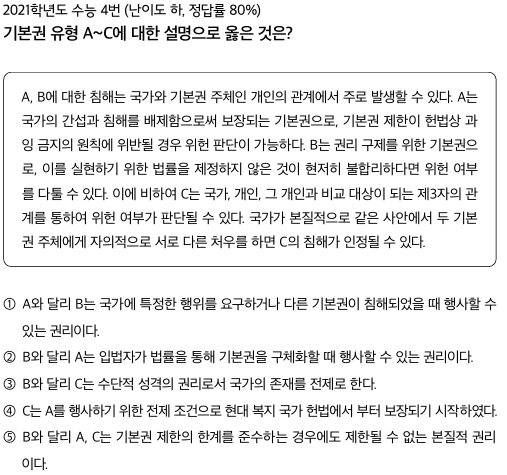 2021학년도 수능 4번 (난이도 하, 정답률 80%)
기본권 유형 A~C에 대한 설명으로 옳은 것은?
A, B에 대한 침해는 국가와 기본권 주체인 개인의 관계에서 주로 발생할 수 있다. A는
국가의 간섭과 침해를 배제함으로써 보장되는 기본권으로, 기본권 제한이 헌법상 과
잉 금지의 원칙에 위반될 경우 위헌 판단이 가능하다. B는 권리 구제를 위한 기본권으
로, 이를 실현하기 위한 법률을 제정하지 않은 것이 현저히 불합리하다면 위헌 여부
를 다툴 수 있다. 이에 비하여 C는 국가, 개인, 그 개인과 비교 대상이 되는 제3자의 관
계를 통하여 위헌 여부가 판단될 수 있다. 국가가 본질적으로 같은 사안에서 두 기본
권 주체에게 자의적으로 서로 다른 처우를 하면 C의 침해가 인정될 수 있다.
① A와 달리 B는 국가에 특정한 행위를 요구하거나 다른 기본권이 침해되었을 때 행사할 수
있는 권리이다.
② B와 달리 A는 입법자가 법률을 통해 기본권을 구체화할 때 행사할 수 있는 권리이다.
③ B와 달리 C는 수단적 성격의 권리로서 국가의 존재를 전제로 한다.
④ C는 A를 행사하기 위한 전제 조건으로 현대 복지 국가 헌법에서 부터 보장되기 시작하였다.
⑤ B와 달리 A, C는 기본권 제한의 한계를 준수하는 경우에도 제한될 수 없는 본질적 권리
이다.